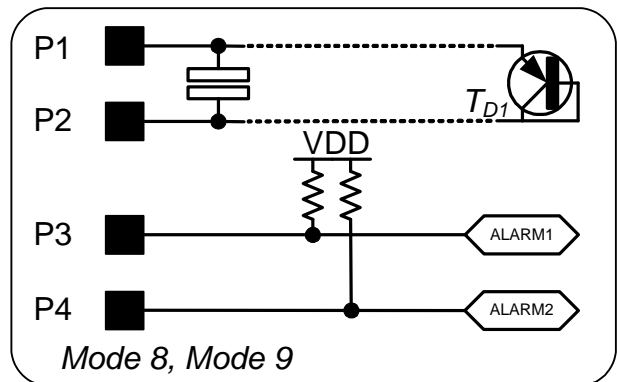 P1
T_D1
P2
VDD
P3
ALARM1
P4
ALARM2
Mode 8, Mode 9